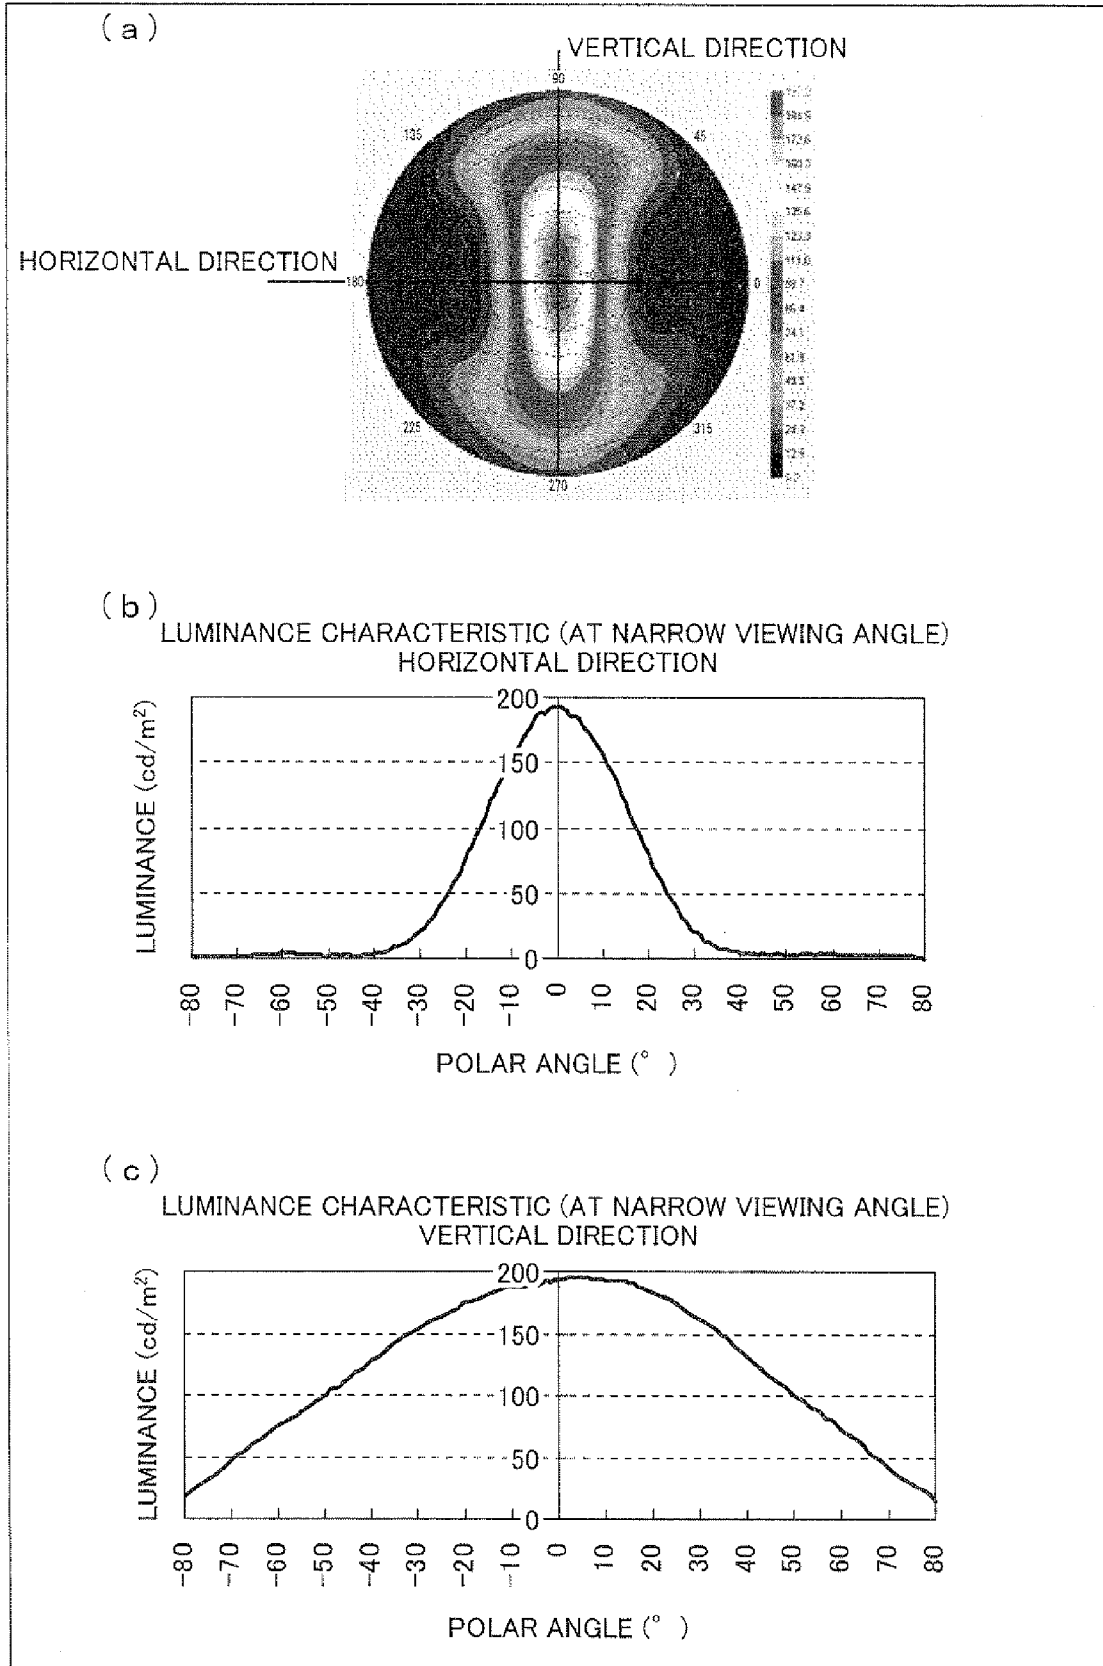 (a)
VERTICAL DIRECTION
90
135
45
HORIZONTAL DIRECTION
180
0
225
315
270
(b)
LUMINANCE CHARACTERISTIC (AT NARROW VIEWING ANGLE)
HORIZONTAL DIRECTION
LUMINANCE (cd/m²)
200
150
100
50
0
-80 -70 -60 -50 -40 -30 -20 -10 0 10 20 30 40 50 60 70 80
POLAR ANGLE (° )
(c)
LUMINANCE CHARACTERISTIC (AT NARROW VIEWING ANGLE)
VERTICAL DIRECTION
LUMINANCE (cd/m²)
200
150
100
50
0
-80 -70 -60 -50 -40 -30 -20 -10 0 10 20 30 40 50 60 70 80
POLAR ANGLE (° )